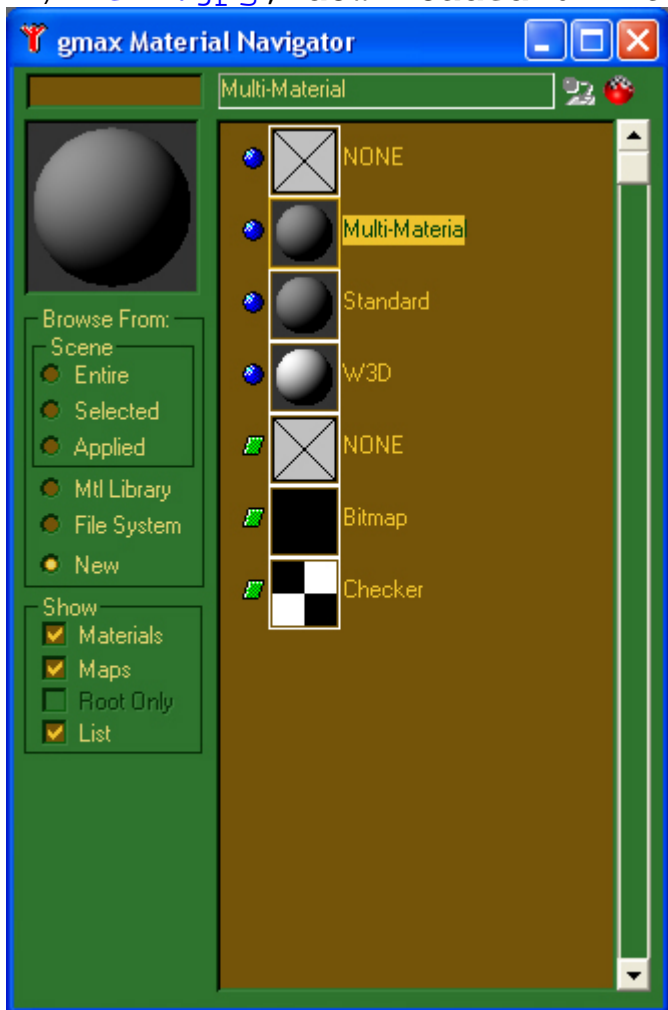 gmax Material Navigator
Multi-Material
NONE
Multi-Material
Standard
W3D
NONE
Bitmap
Checker
Browse From:
Scene
Entire
Selected
Applied
Mtl Library
File System
New
Show
Materials
Maps
Root Only
List